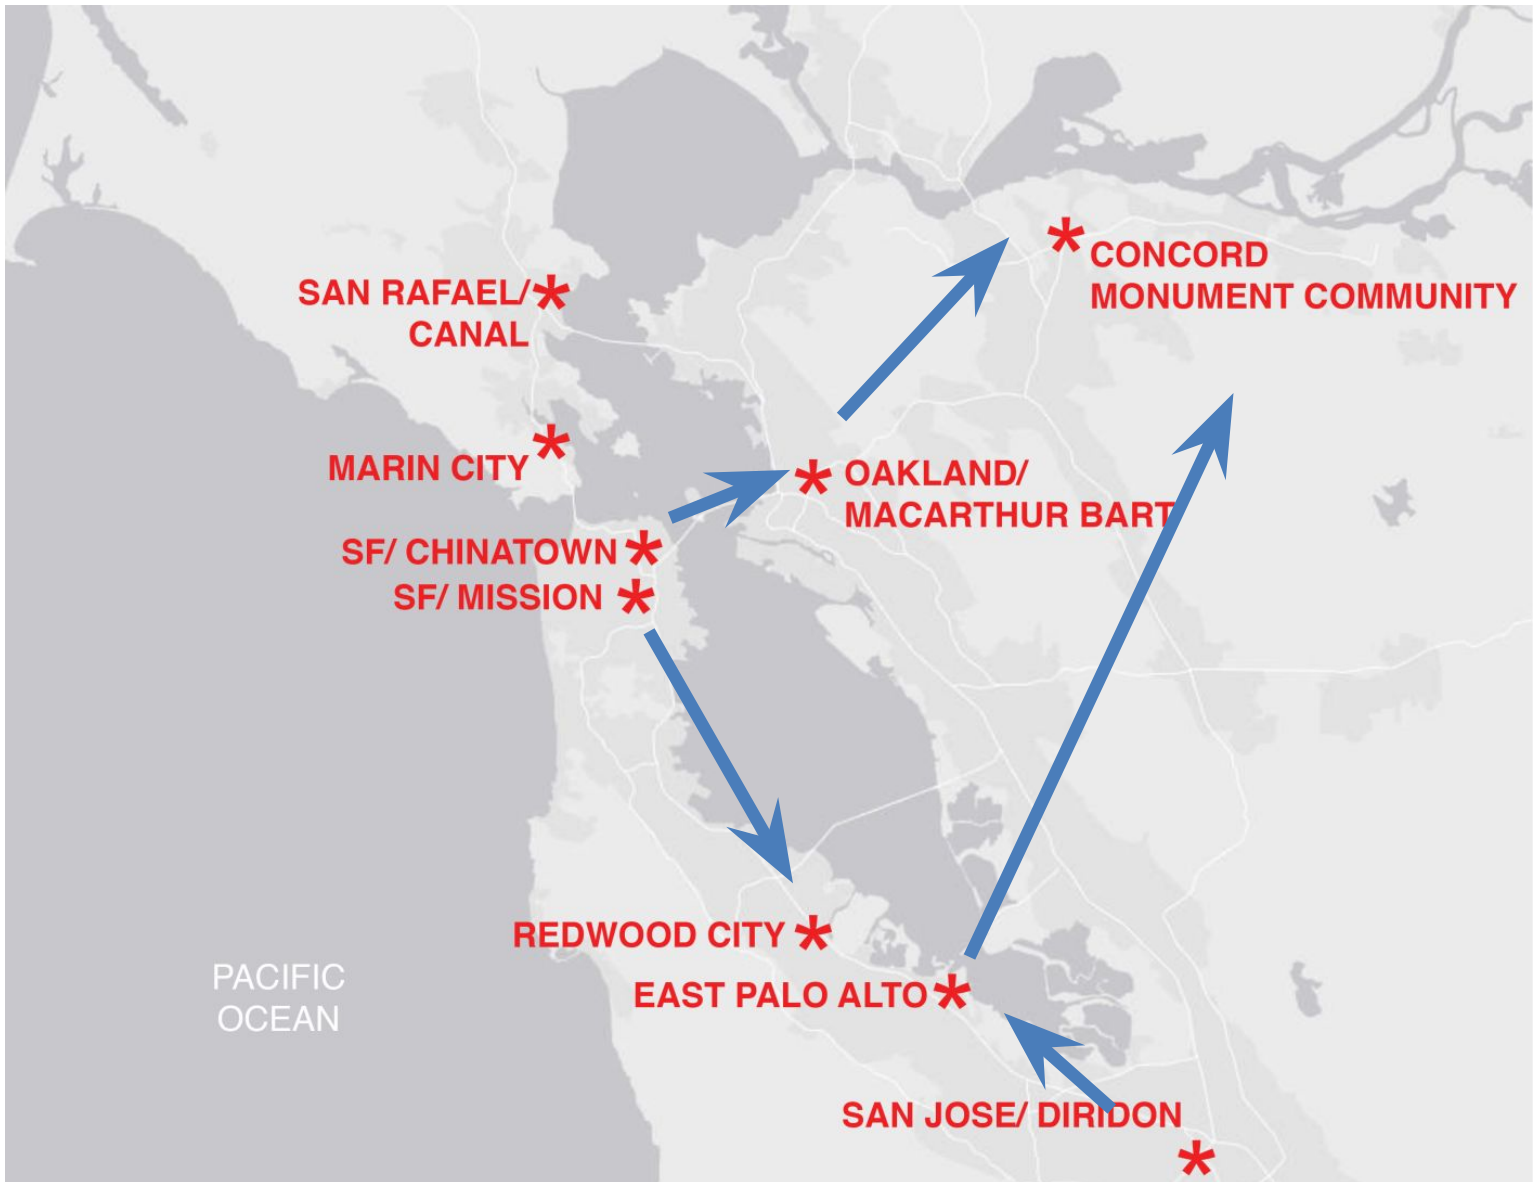 CONCORD
MONUMENT COMMUNITY
SAN RAFAEL/
CANAL
MARIN CITY
OAKLAND/
MACARTHUR BART
SF/ CHINATOWN
SF/ MISSION
REDWOOD CITY
EAST PALO ALTO
PACIFIC
OCEAN
SAN JOSE/ DIRIDON